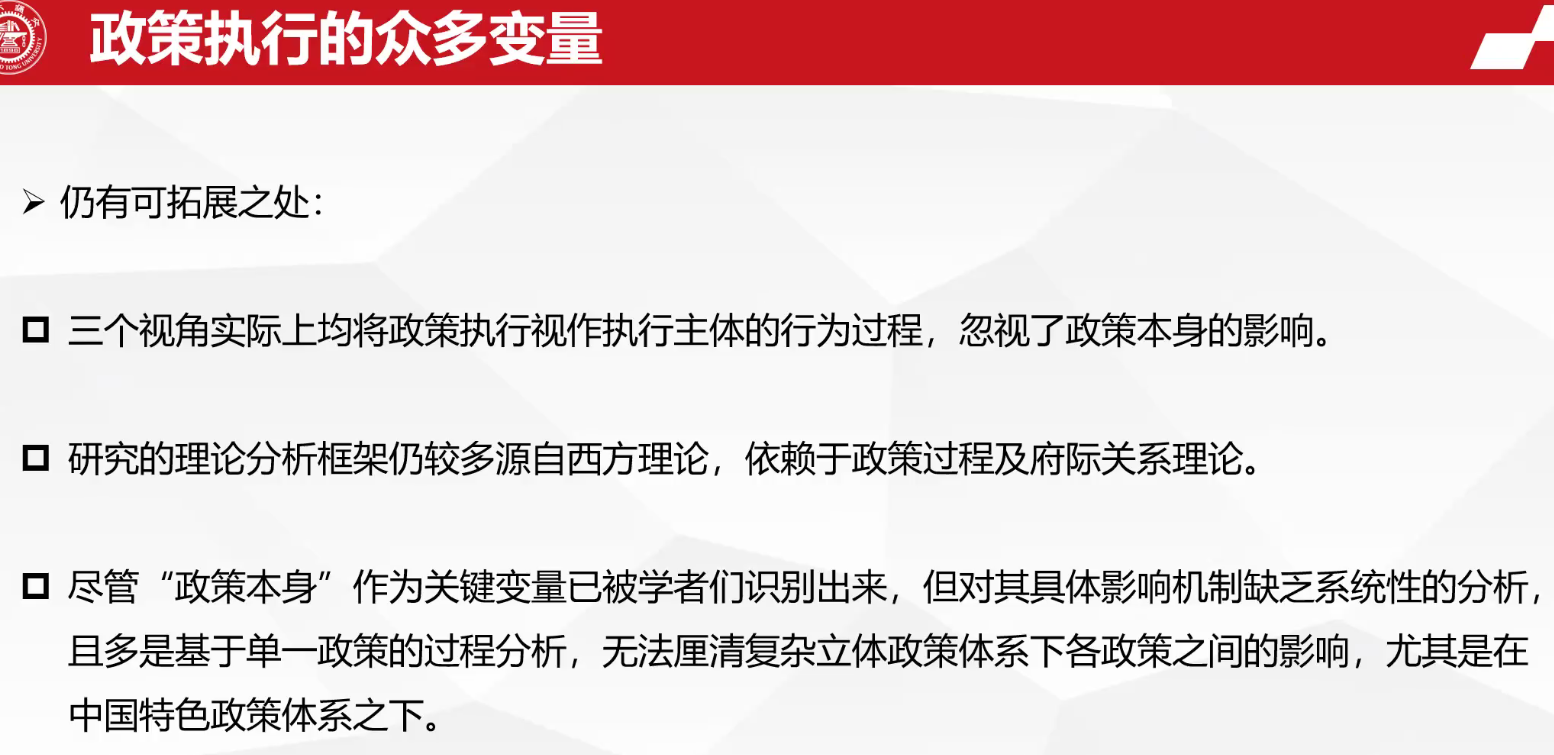 政策执行的众多变量
仍有可拓展之处：
三个视角实际上均将政策执行视作执行主体的行为过程，忽视了政策本身的影响。
研究的理论分析框架仍较多源自西方理论，依赖于政策过程及府际关系理论。
尽管“政策本身”作为关键变量已被学者们识别出来，但对其具体影响机制缺乏系统性的分析，
且多是基于单一政策的过程分析，无法厘清复杂立体政策体系下各政策之间的影响，尤其是在
中国特色政策体系之下。